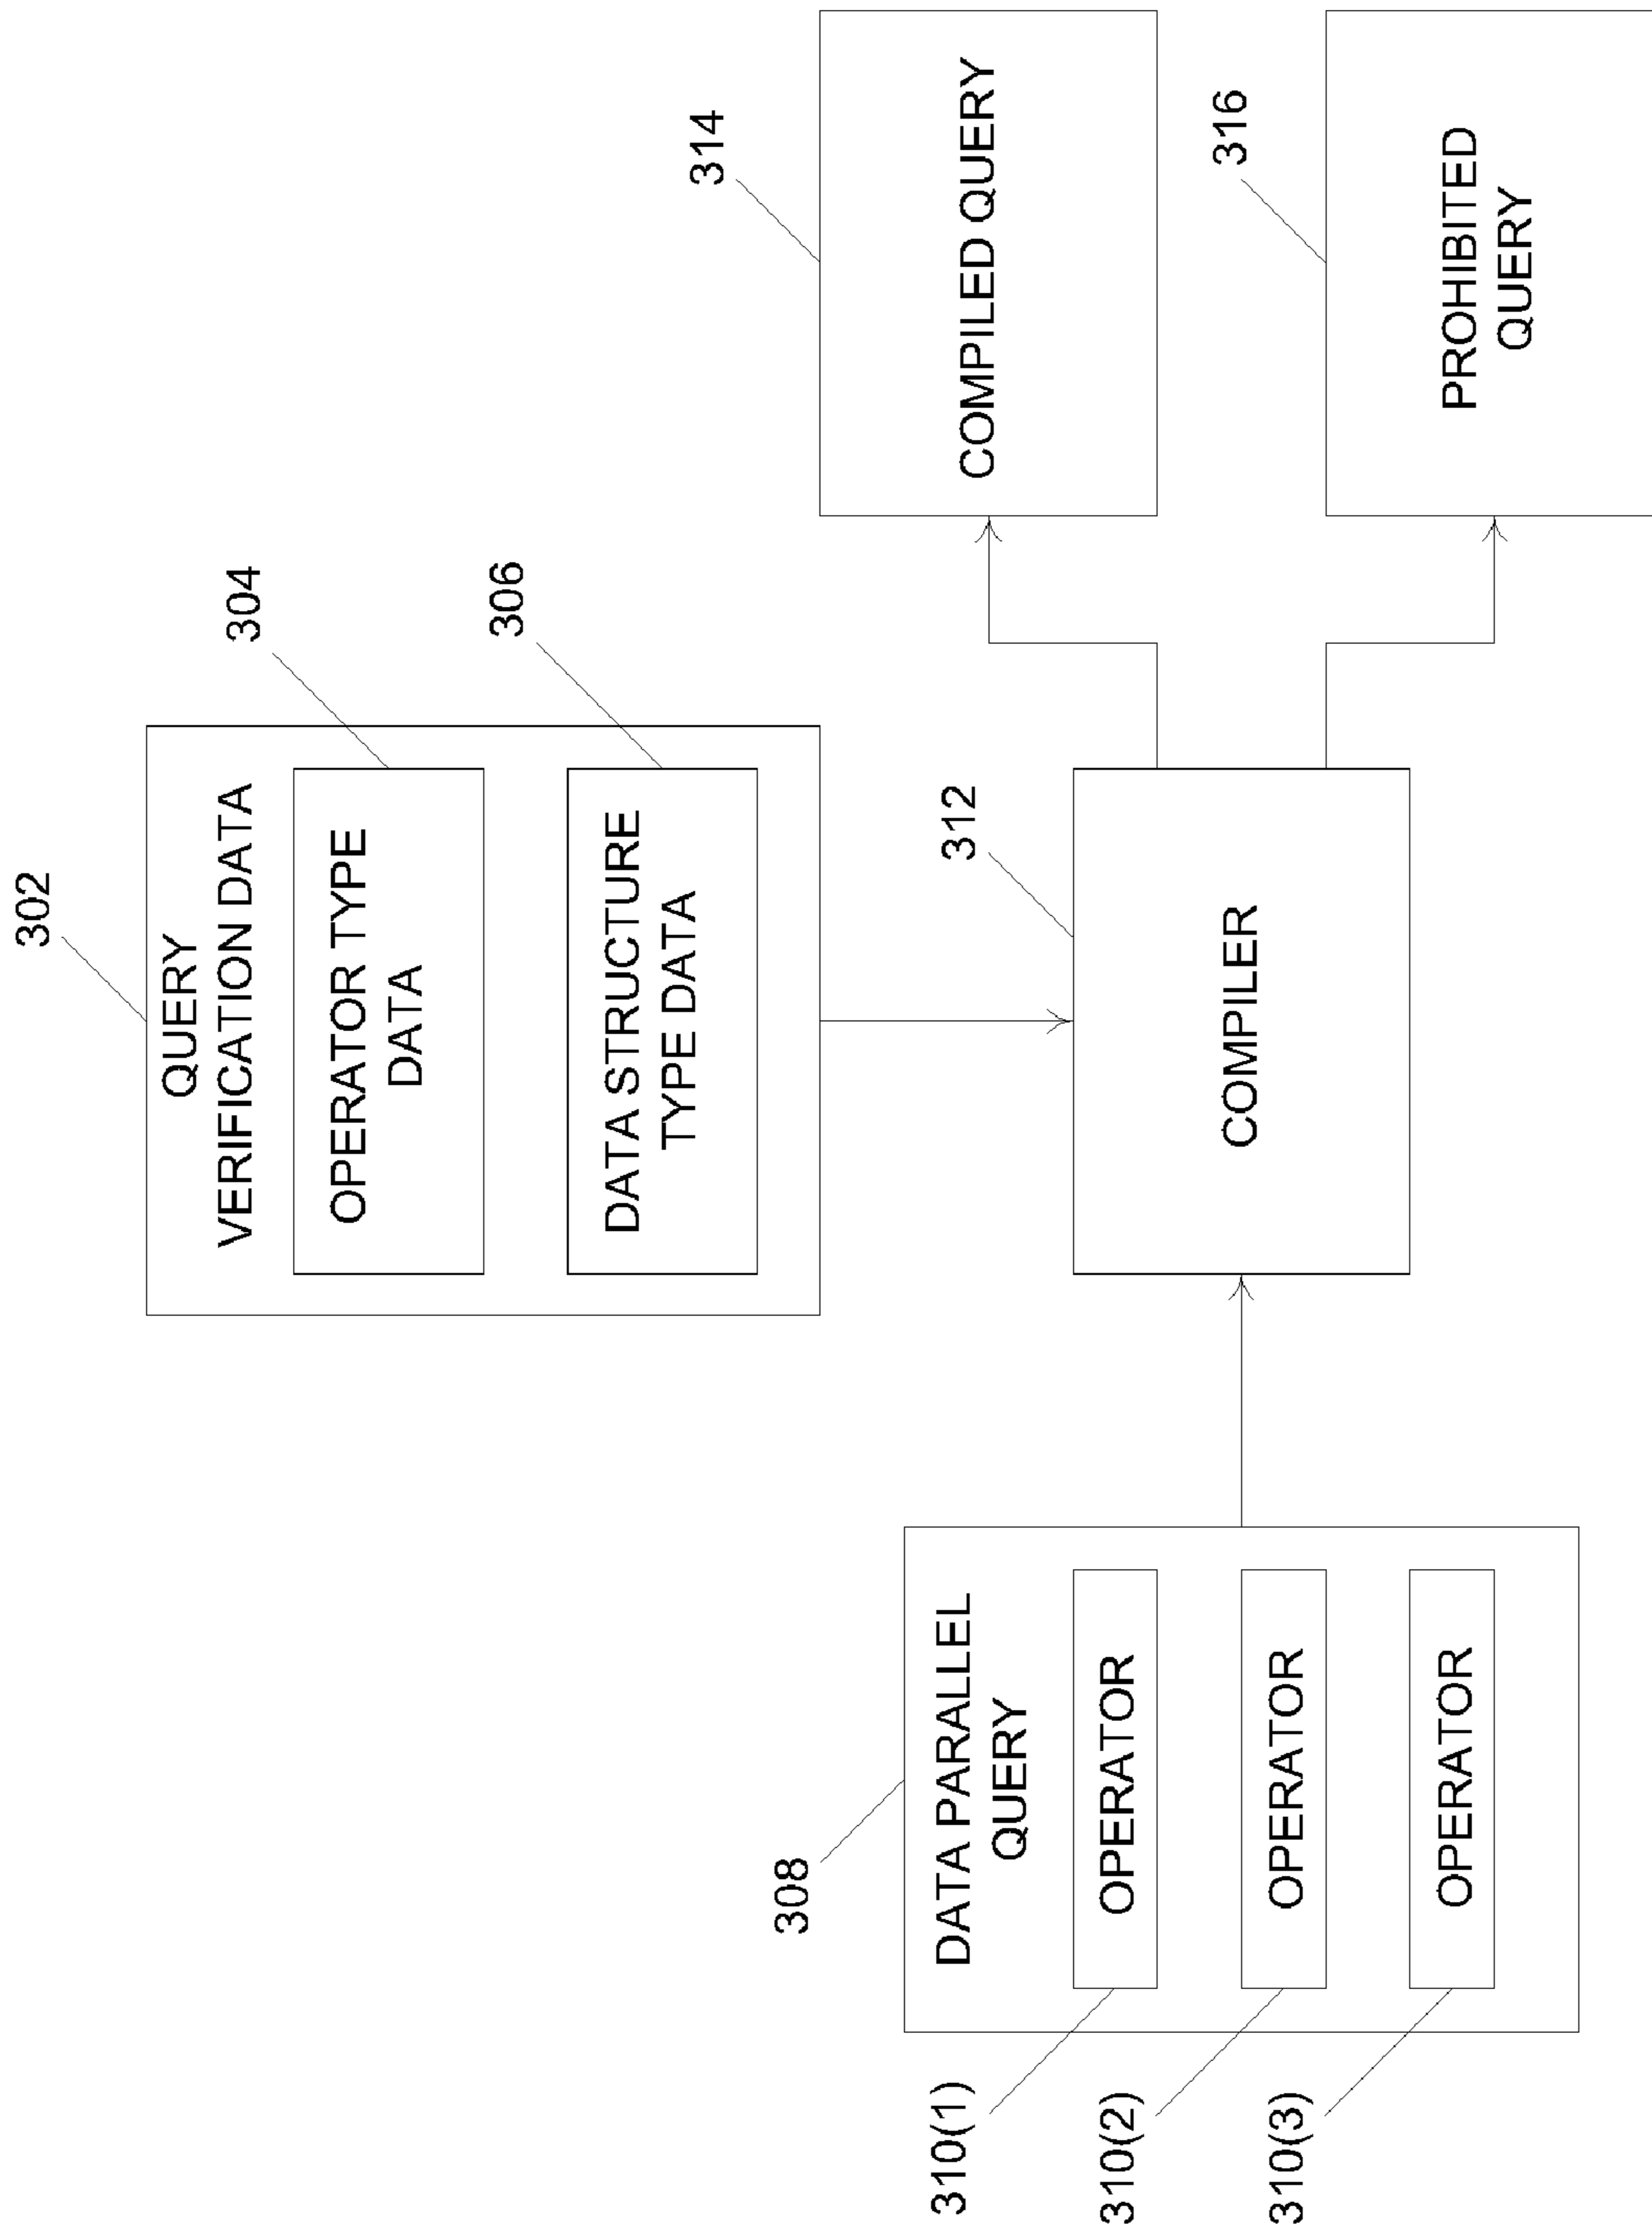 302
QUERY
VERIFICATION DATA
304
OPERATOR TYPE
DATA
306
DATA STRUCTURE
TYPE DATA
308
DATA PARALLEL
QUERY
310(1)
OPERATOR
310(2)
OPERATOR
310(3)
OPERATOR
312
COMPILER
314
COMPILED QUERY
316
PROHIBITED
QUERY